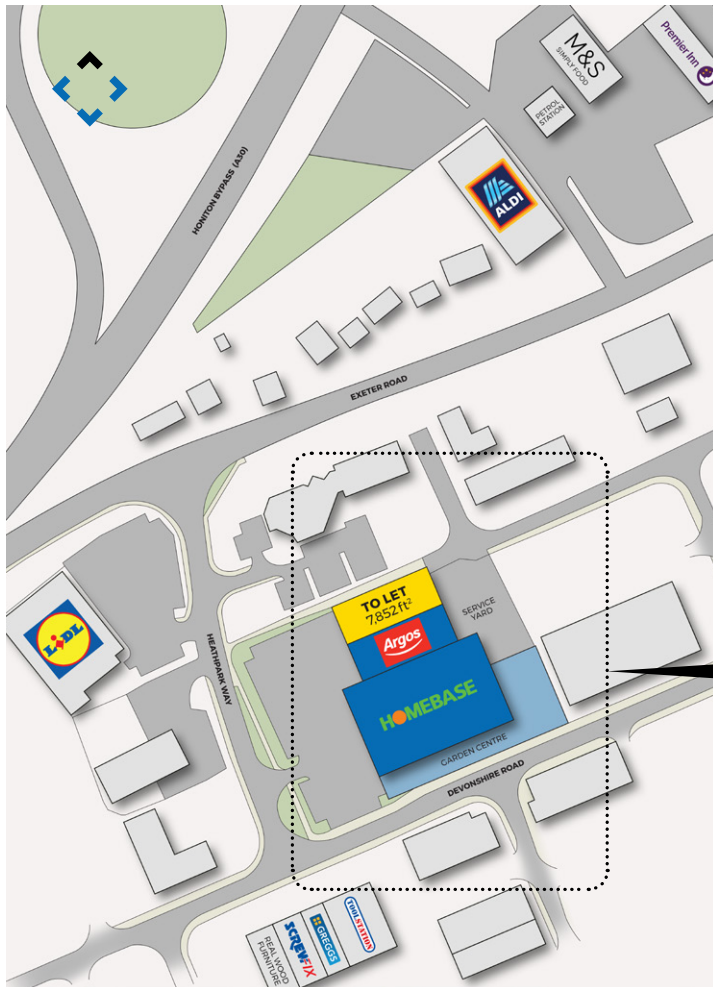 M&S
SIMPLY FOOD
Premier Inn
PETROL
STATION
HONITON BYPASS (A30)
ALDI
EXETER ROAD
TO LET
7,852 ft²
SERVICE
YARD
LIDL
Argos
HEATHPARK WAY
HOMEBASE
GARDEN CENTRE
DEVONSHIRE ROAD
REAL WOOD
FURNITURE
SCREWFIX
GREGGS
TOOLSTATION